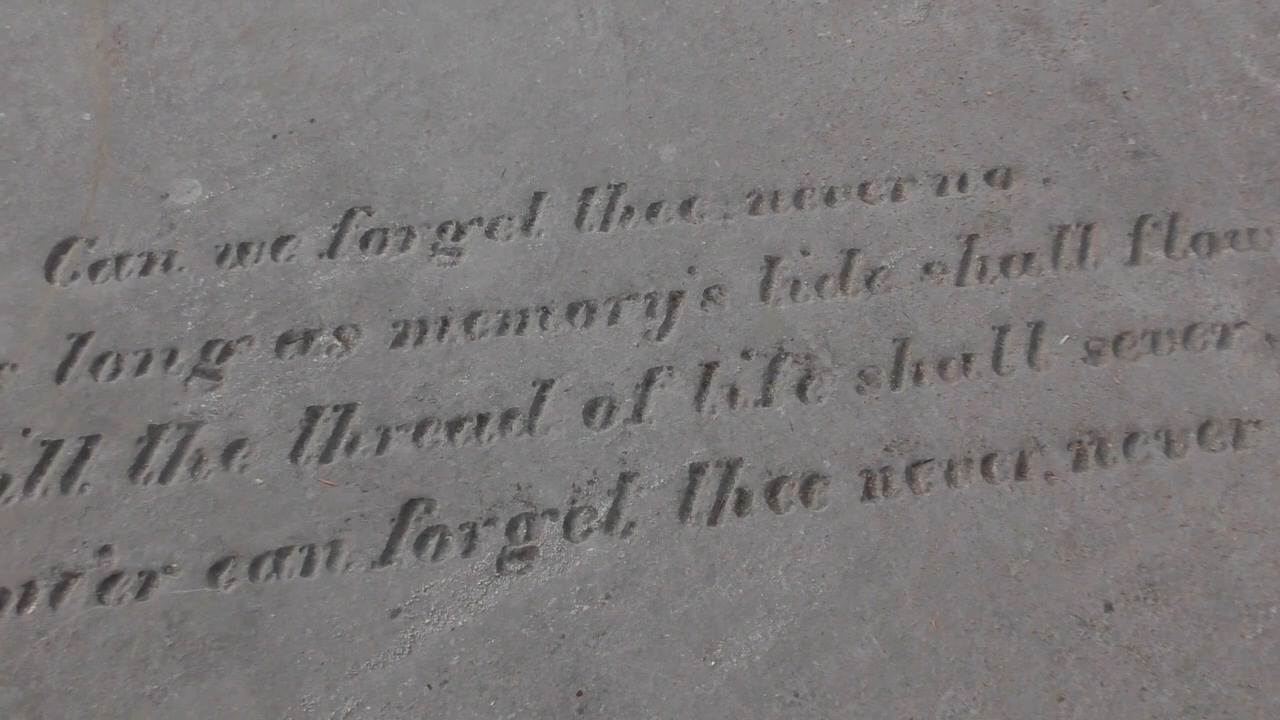 Can we forget thee. never no.
long as memory's tide shall flow
the thread of life shall sever
can forget, thee never, never